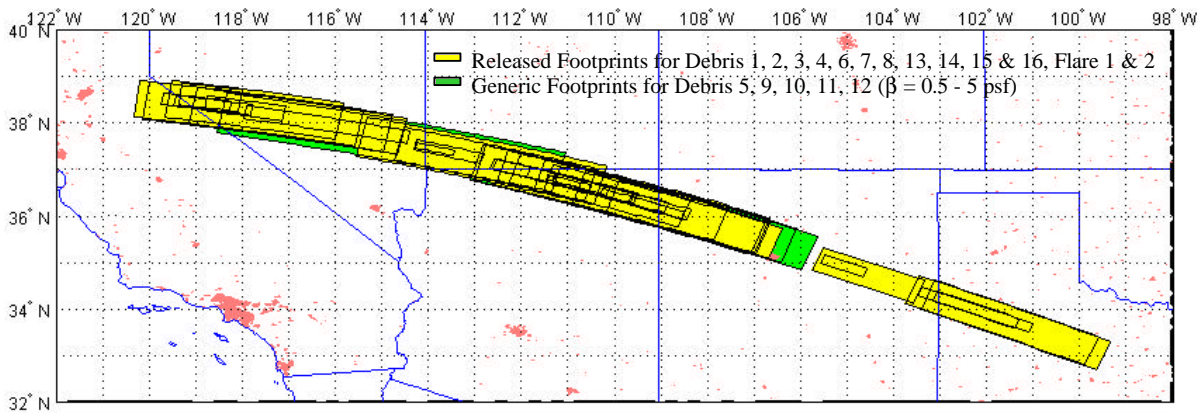 122° W 120° W 118° W 116° W 114° W 112° W 110° W 108° W 106° W 104° W 102° W 100° W 98° W
40° N
Released Footprints for Debris 1, 2, 3, 4, 6, 7, 8, 13, 14, 15 & 16, Flare 1 & 2
Generic Footprints for Debris 5, 9, 10, 11, 12 (β = 0.5 - 5 psf)
38° N
36° N
34° N
32° N